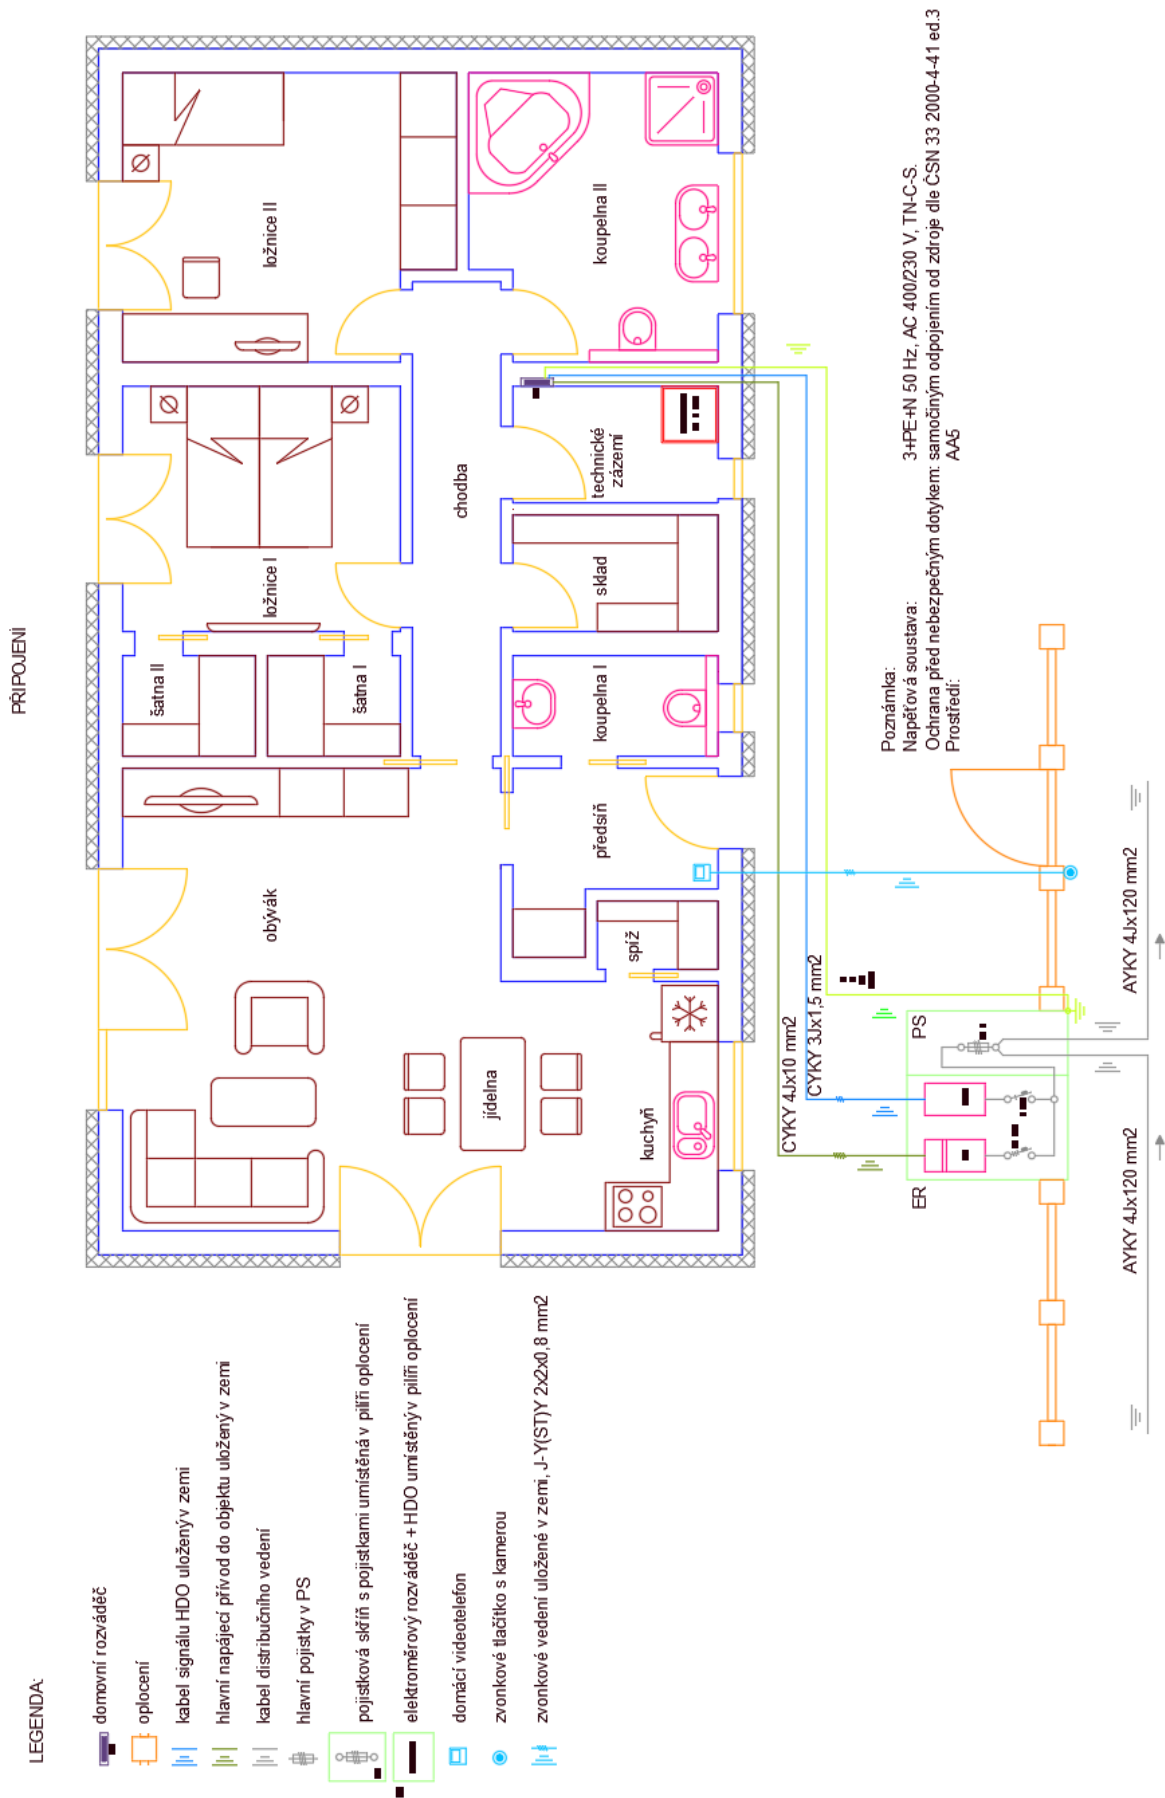 PŘIPOJENÍ
ložnice II
koupelna II
ložnice I
chodba
technické
zázemí
sklad
šatna II
šatna I
koupelna I
předsíň
obývák
spíž
jídelna
kuchyň
Poznámka:
Napěťová soustava: 3+PE+N 50 Hz, AC 400/230 V, TN-C-S.
Ochrana před nebezpečným dotykem: samočiným odpojením od zdroje dle ČSN 33 2000-4-41 ed.3
Prostředí: AA5
CYKY 4Jx10 mm2
CYKY 3Jx1,5 mm2
PS
ER
AYKY 4Jx120 mm2
AYKY 4Jx120 mm2
LEGENDA:
domovní rozváděč
oplocení
kabel signálu HDO uložený v zemi
hlavní napájecí přívod do objektu uložený v zemi
kabel distribučního vedení
hlavní pojistky v PS
pojistková skříň s pojistkami umístěná v pilíři oplocení
elektroměrový rozváděč + HDO umístěný v pilíři oplocení
domácí videotelefon
zvonkové tlačítko s kamerou
zvonkové vedení uložené v zemi, J-Y(ST)Y 2x2x0,8 mm2